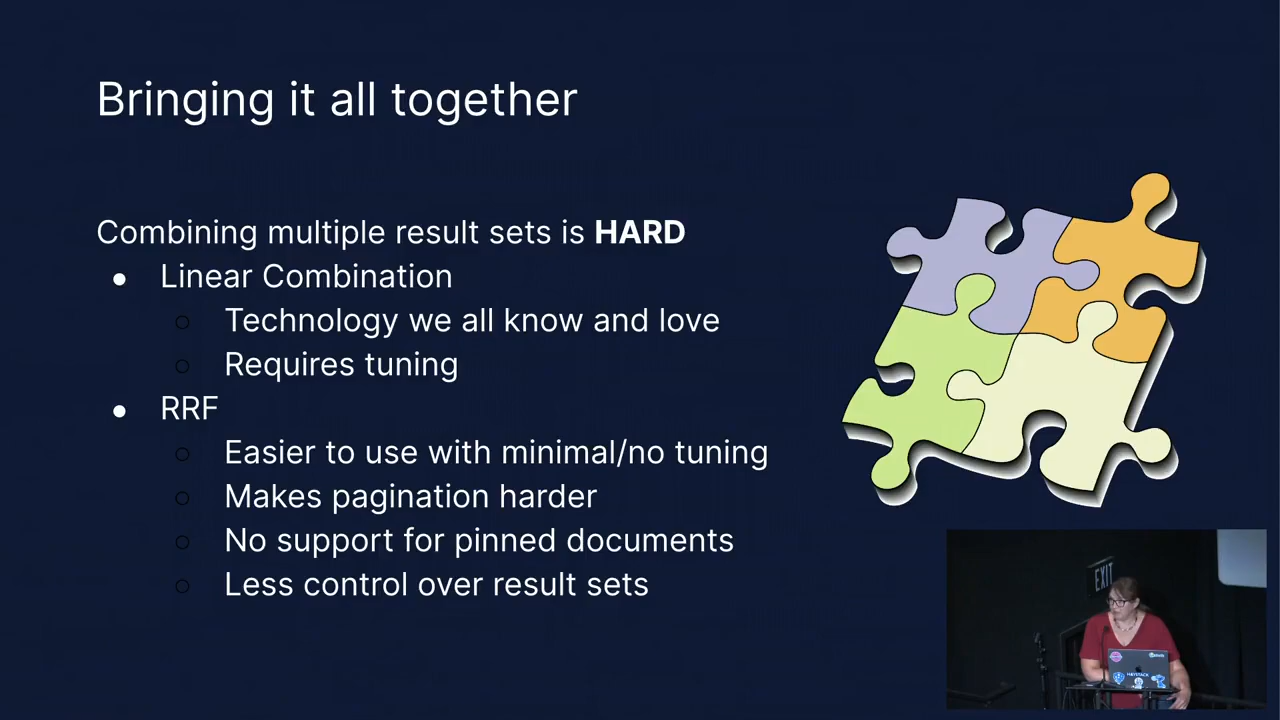 Bringing it all together
Combining multiple result sets is HARD
Linear Combination
Technology we all know and love
Requires tuning
RRF
Easier to use with minimal/no tuning
Makes pagination harder
No support for pinned documents
Less control over result sets
EXIT
HAYSTACK